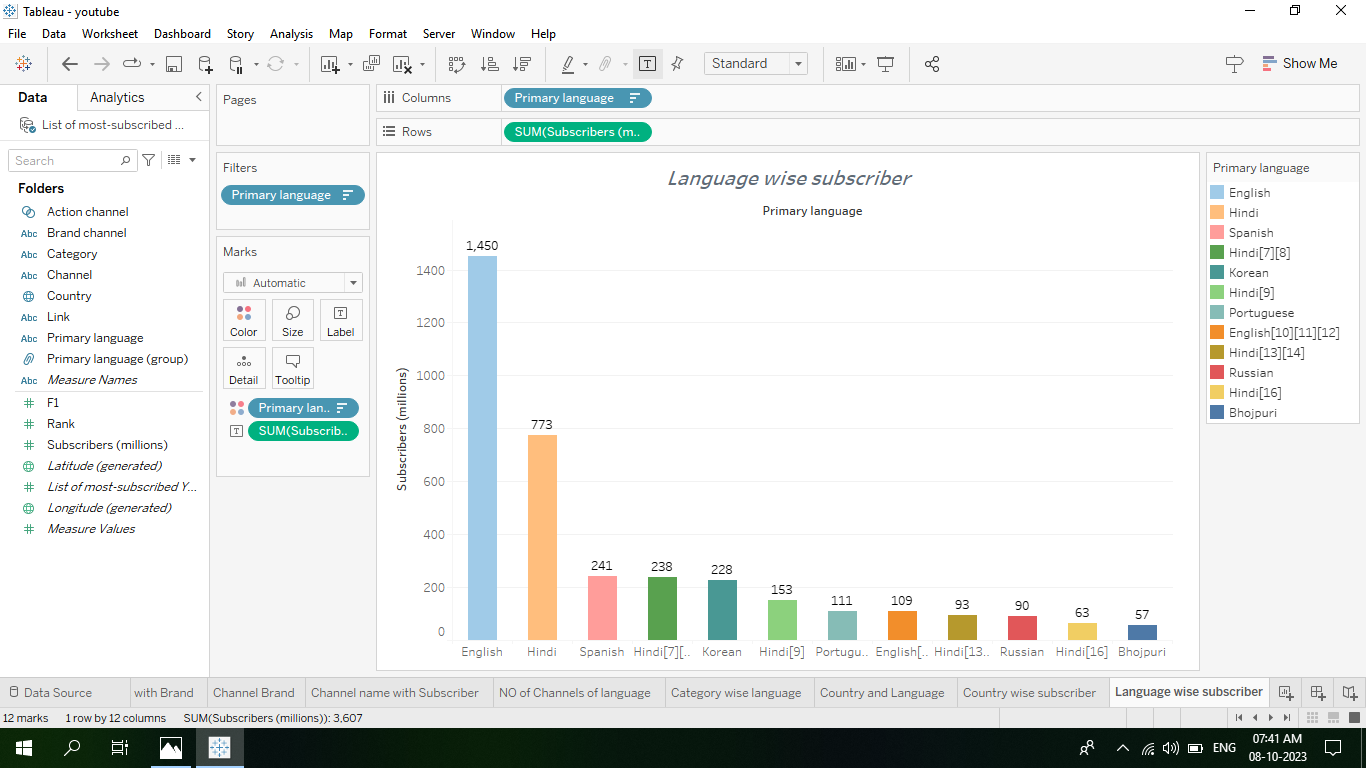 Tableau - youtube
File Data Worksheet Dashboard Story Analysis Map Format Server Window Help
Standard
Show Me
Data Analytics
List of most-subscribed ...
Search
Folders
Action channel
Abc Brand channel
Abc Category
Abc Channel
Country
Abc Link
Abc Primary language
Primary language (group)
Abc Measure Names
F1
Rank
Subscribers (millions)
Latitude (generated)
List of most-subscribed Y...
Longitude (generated)
Measure Values
Pages
Filters
Primary language
Marks
Automatic
Color Size Label
Detail Tooltip
Primary lan..
SUM(Subscrib..
Columns Primary language
Rows SUM(Subscribers (m..
Language wise subscriber
Primary language
Subscribers (millions)
1400
1200
1000
800
600
400
200
0
1,450
773
241
238
228
153
111
109
93
90
63
57
English Hindi Spanish Hindi[7][.. Korean Hindi[9] Portugu.. English[.. Hindi[13.. Russian Hindi[16] Bhojpuri
Primary language
English
Hindi
Spanish
Hindi[7][8]
Korean
Hindi[9]
Portuguese
English[10][11][12]
Hindi[13][14]
Russian
Hindi[16]
Bhojpuri
Data Source with Brand Channel Brand Channel name with Subscriber NO of Channels of language Category wise language Country and Language Country wise subscriber Language wise subscriber
12 marks 1 row by 12 columns SUM(Subscribers (millions)): 3,607
ENG
07:41 AM
08-10-2023